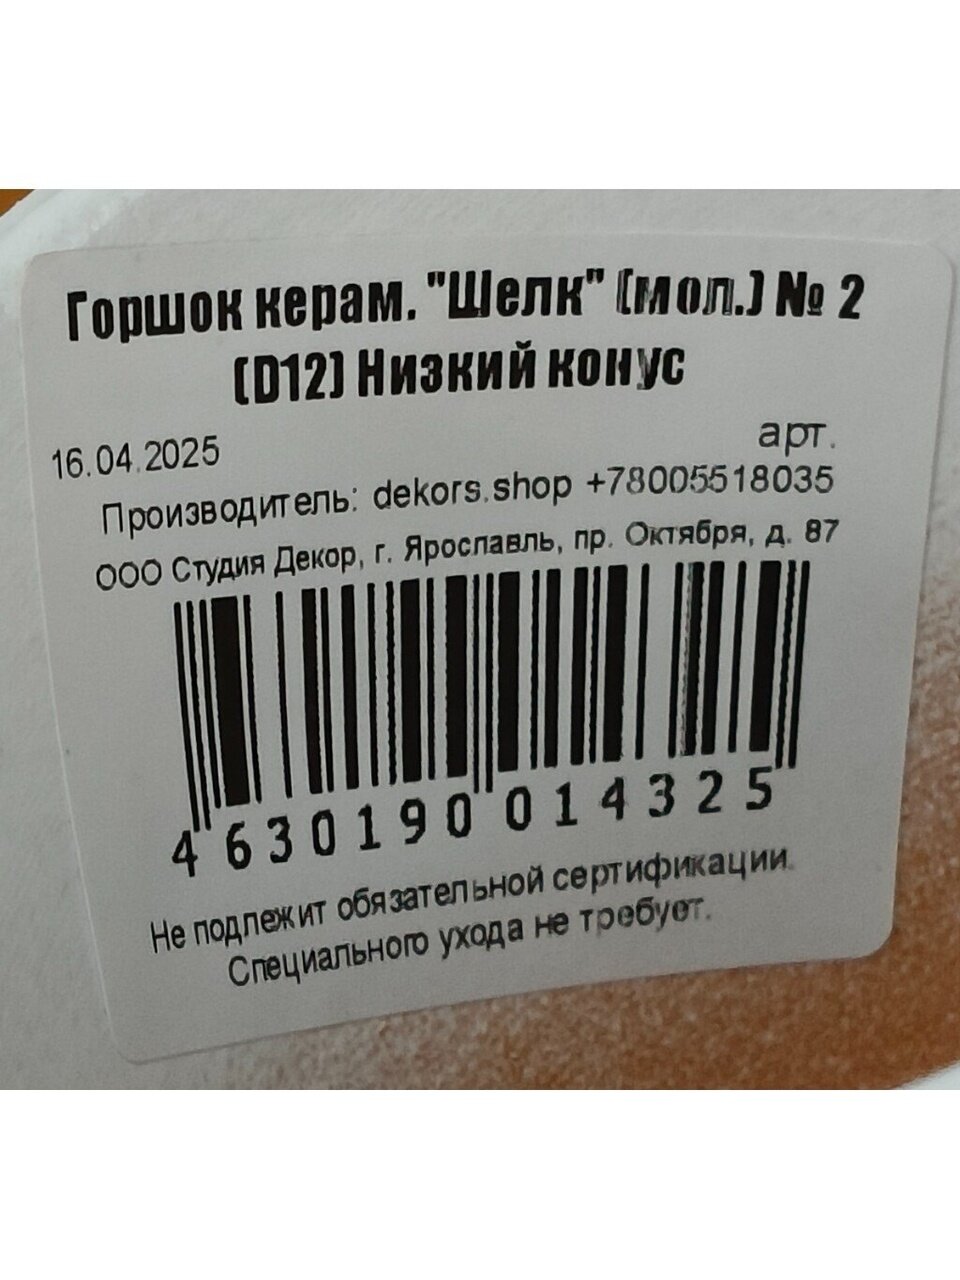 Горшок керам. "Шелк" (мол.) № 2
(D12) Низкий конус
16.04.2025 арт.
Производитель: dekors.shop +78005518035
ООО Студия Декор, г. Ярославль, пр. Октября, д. 87
4 630190 014325
Не подлежит обязательной сертификации.
Специального ухода не требует.